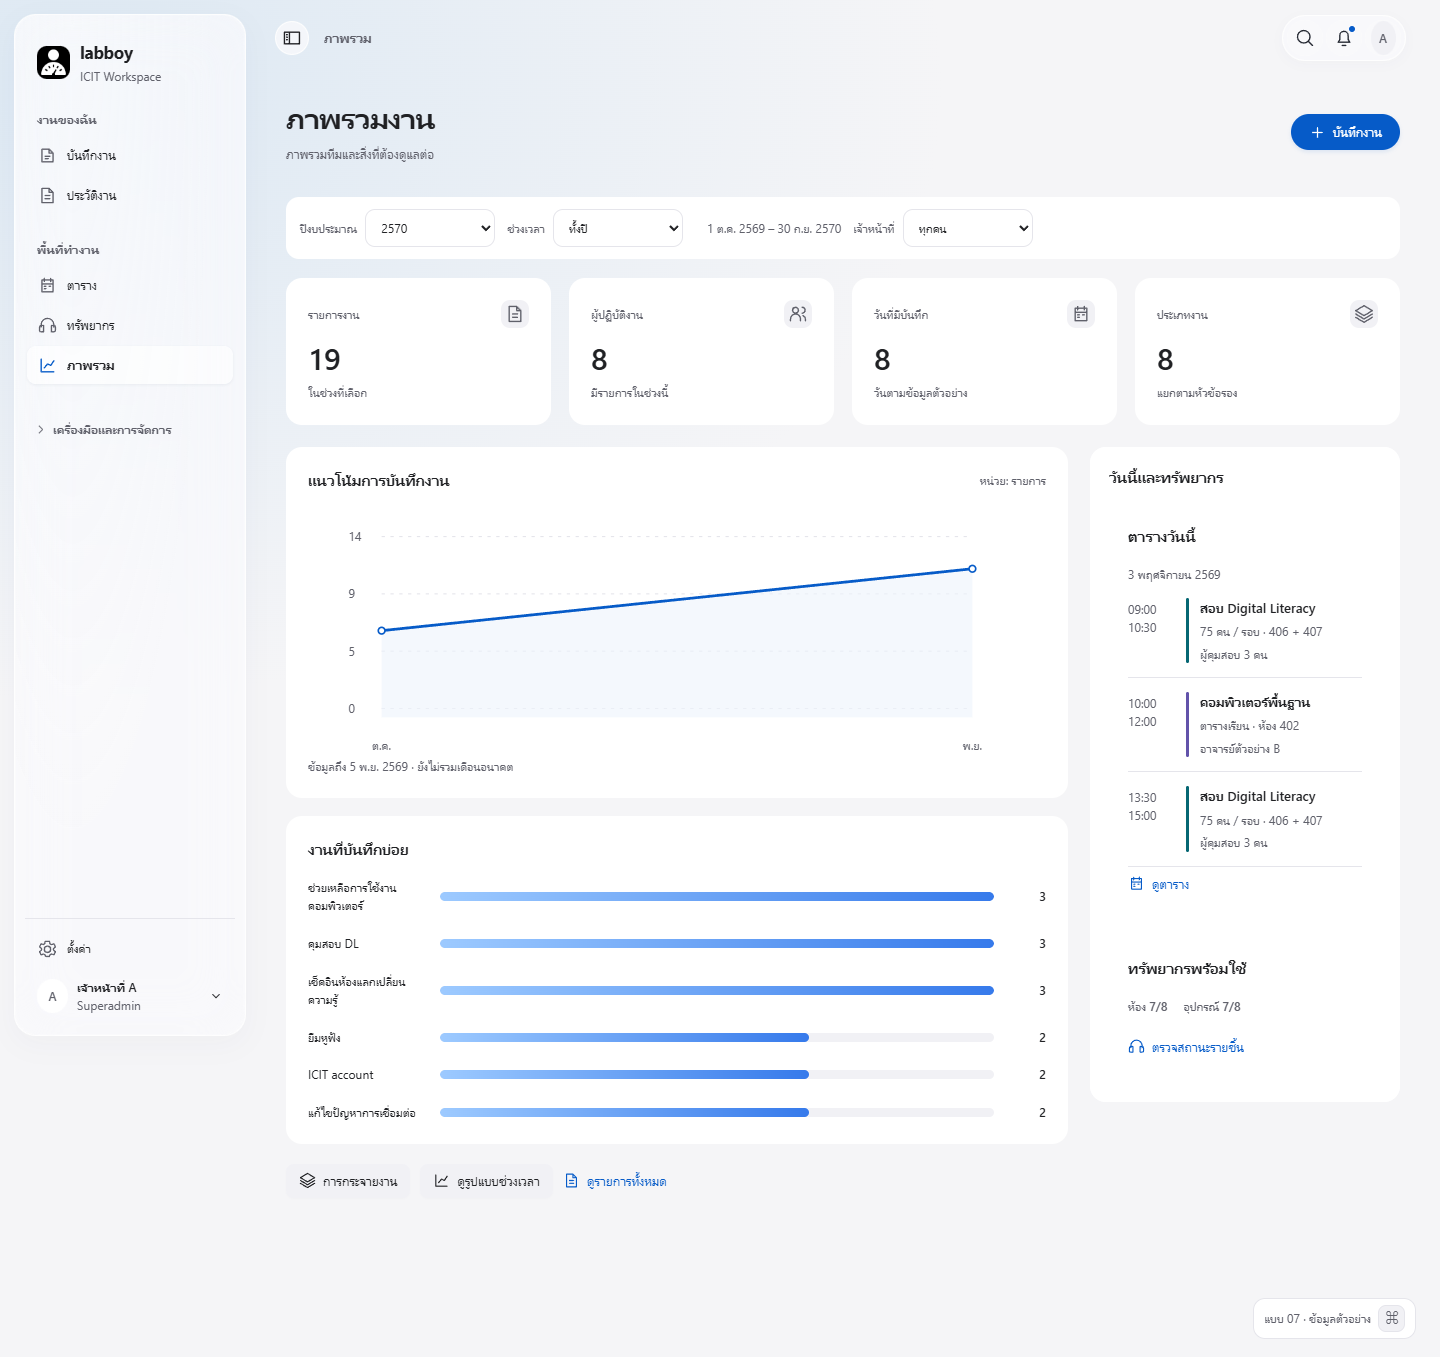 labboy
ICIT Workspace
งานของฉัน
บันทึกงาน
ประวัติงาน
พื้นที่ทำงาน
ตาราง
ทรัพยากร
ภาพรวม
เครื่องมือและการจัดการ
ตั้งค่า
A
เจ้าหน้าที่ A
Superadmin
ภาพรวม
A
ภาพรวมงาน
ภาพรวมทีมและสิ่งที่ต้องดูแลต่อ
บันทึกงาน
ปีงบประมาณ 2570 ช่วงเวลา ทั้งปี 1 ต.ค. 2569 – 30 ก.ย. 2570 เจ้าหน้าที่ ทุกคน
รายการงาน
19
ในช่วงที่เลือก
ผู้ปฏิบัติงาน
8
มีรายการในช่วงนี้
วันที่มีบันทึก
8
วันตามข้อมูลตัวอย่าง
ประเภทงาน
8
แยกตามหัวข้อรอง
แนวโน้มการบันทึกงาน
หน่วย: รายการ
14
9
5
0
ต.ค.
พ.ย.
ข้อมูลถึง 5 พ.ย. 2569 · ยังไม่รวมเดือนอนาคต
งานที่บันทึกบ่อย
ช่วยเหลือการใช้งาน
คอมพิวเตอร์
3
คุมสอบ DL
3
เช็คอินห้องแลกเปลี่ยน
ความรู้
3
ยืมหูฟัง
2
ICIT account
2
แก้ไขปัญหาการเชื่อมต่อ
2
การกระจายงาน
ดูรูปแบบช่วงเวลา
ดูรายการทั้งหมด
วันนี้และทรัพยากร
ตารางวันนี้
3 พฤศจิกายน 2569
09:00
10:30
สอบ Digital Literacy
75 คน / รอบ · 406 + 407
ผู้คุมสอบ 3 คน
10:00
12:00
คอมพิวเตอร์พื้นฐาน
ตารางเรียน · ห้อง 402
อาจารย์ตัวอย่าง B
13:30
15:00
สอบ Digital Literacy
75 คน / รอบ · 406 + 407
ผู้คุมสอบ 3 คน
ดูตาราง
ทรัพยากรพร้อมใช้
ห้อง 7/8 อุปกรณ์ 7/8
ตรวจสถานะรายชิ้น
แบบ 07 · ข้อมูลตัวอย่าง ⌘